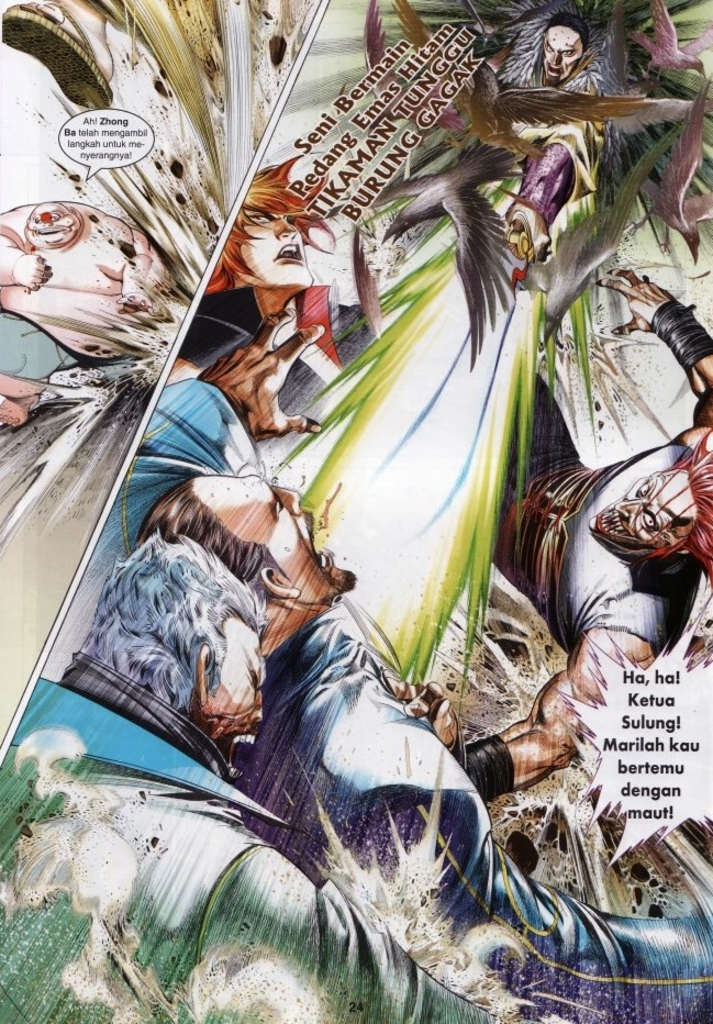 Ah! Zhong
Ba telah mengambil
langkah untuk me-
nyerangnya!
Seni Bermain
Pedang Emas Hitam
TIKAMAN TUNGGU
BURUNG GAGAK
Ha, ha!
Ketua
Sulung!
Marilah kau
bertemu
dengan
maut!
24